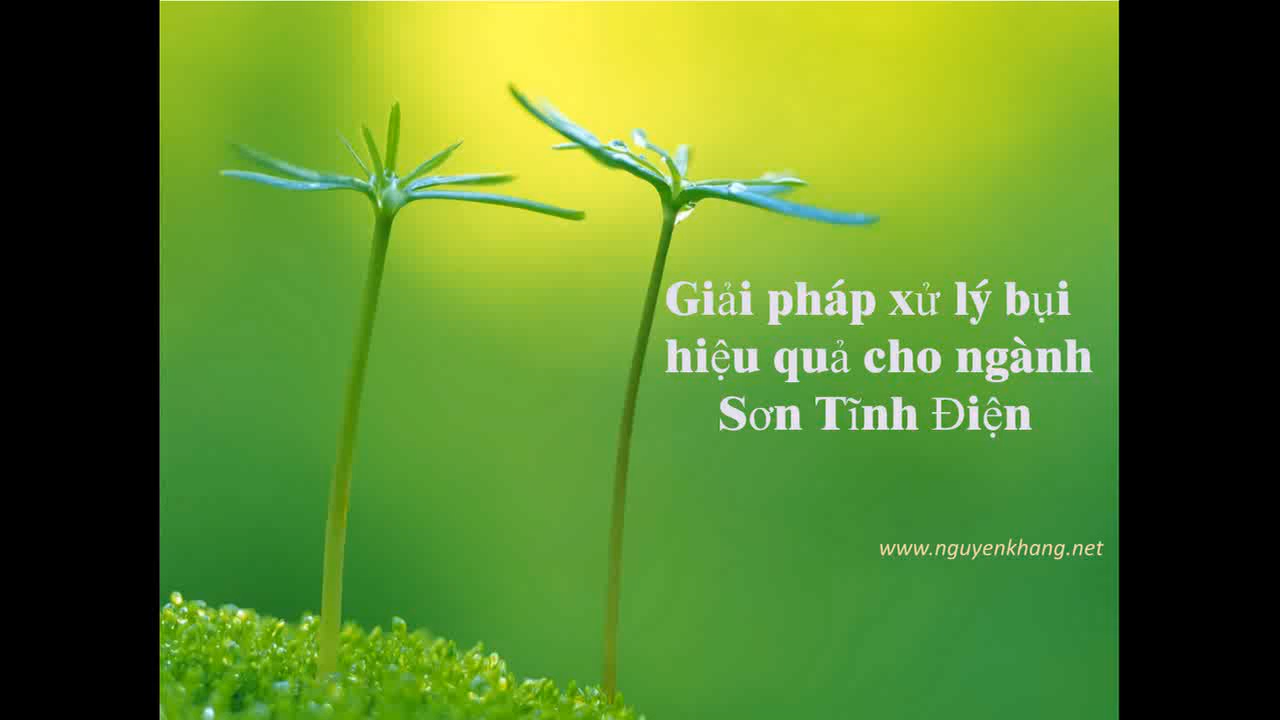 Giải pháp xử lý bụi
hiệu quả cho ngành
Sơn Tĩnh Điện
www.nguyenkhang.net